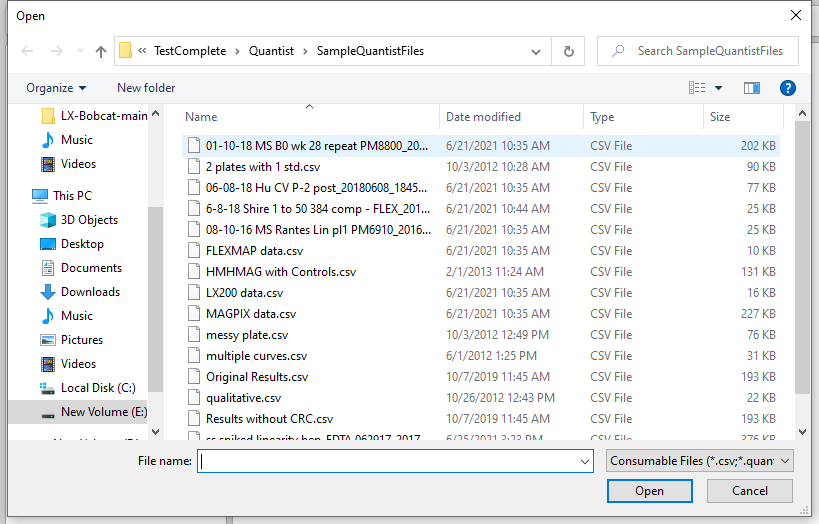 Open
« TestComplete > Quantist > SampleQuantistFiles
Search SampleQuantistFiles
Organize New folder
LX-Bobcat-main
Music
Videos
This PC
3D Objects
Desktop
Documents
Downloads
Music
Pictures
Videos
Local Disk (C:)
New Volume (E:)
Name Date modified Type Size
01-10-18 MS B0 wk 28 repeat PM8800_20... 6/21/2021 10:35 AM CSV File 202 KB
2 plates with 1 std.csv 10/3/2012 10:28 AM CSV File 90 KB
06-08-18 Hu CV P-2 post_20180608_1845... 6/21/2021 10:35 AM CSV File 77 KB
6-8-18 Shire 1 to 50 384 comp - FLEX_201... 6/21/2021 10:44 AM CSV File 25 KB
08-10-16 MS Rantes Lin pl1 PM6910_2016... 6/21/2021 10:35 AM CSV File 25 KB
FLEXMAP data.csv 6/21/2021 10:35 AM CSV File 10 KB
HMHMAG with Controls.csv 2/1/2013 11:24 AM CSV File 131 KB
LX200 data.csv 6/21/2021 10:35 AM CSV File 16 KB
MAGPIX data.csv 6/21/2021 10:35 AM CSV File 227 KB
messy plate.csv 10/3/2012 12:49 PM CSV File 76 KB
multiple curves.csv 6/1/2012 1:25 PM CSV File 31 KB
Original Results.csv 10/7/2019 11:45 AM CSV File 193 KB
qualitative.csv 10/26/2012 12:43 PM CSV File 22 KB
Results without CRC.csv 10/7/2019 11:45 AM CSV File 193 KB
6/25/2021 3:23 PM CSV File 376 KB
File name:
Consumable Files (*.csv;*.quan
Open Cancel